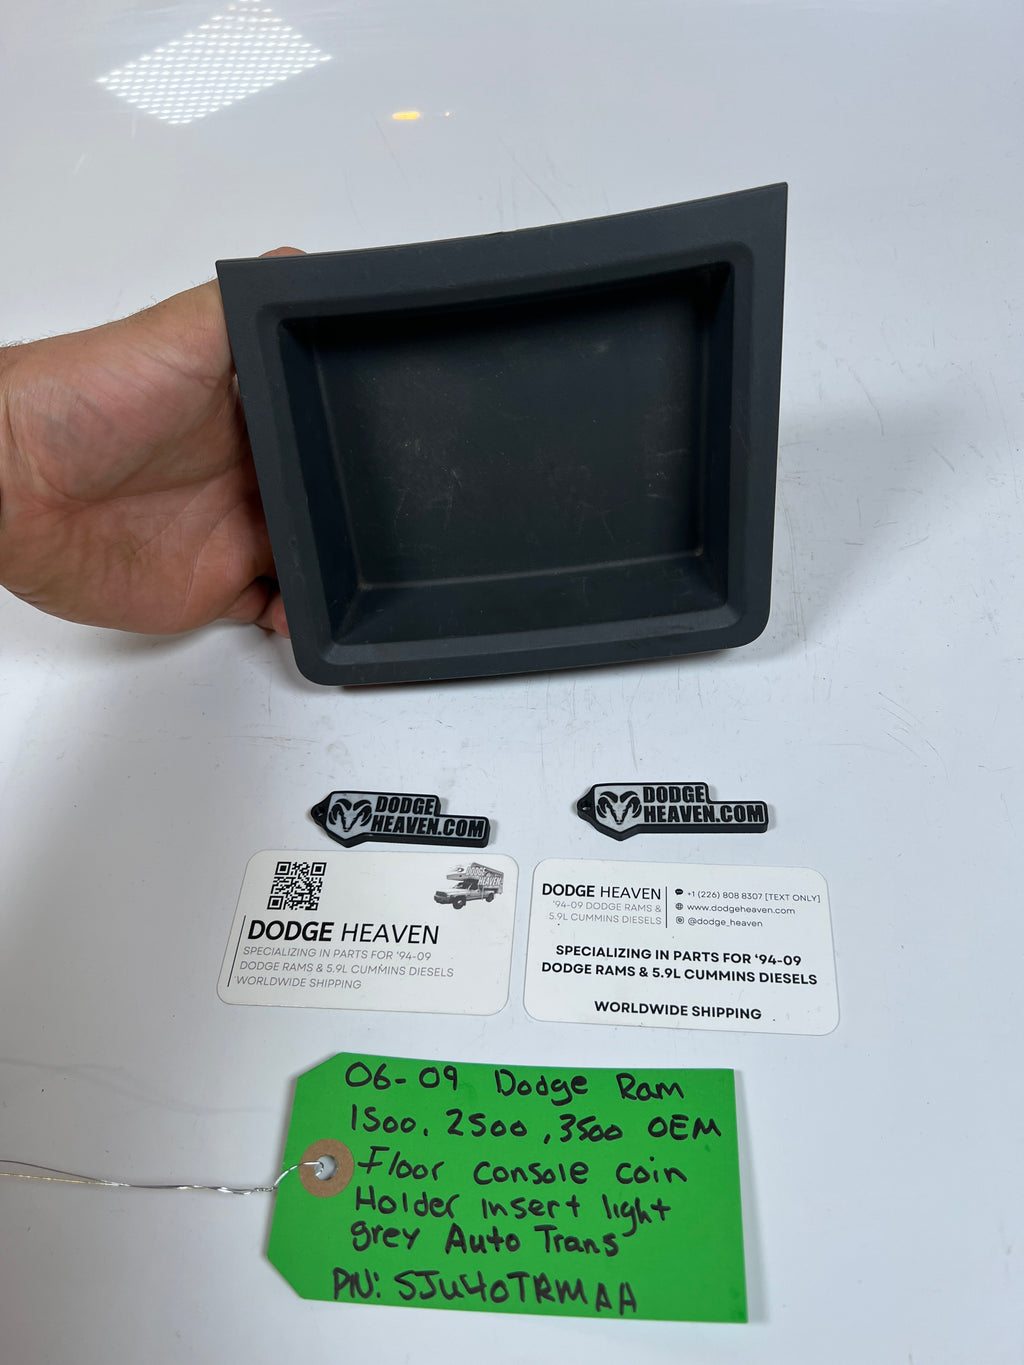 DODGE
HEAVEN.COM
DODGE
HEAVEN.COM
DODGE
HEAVEN
DODGE HEAVEN
SPECIALIZING IN PARTS FOR '94-09
DODGE RAMS & 5.9L CUMMINS DIESELS
WORLDWIDE SHIPPING
DODGE HEAVEN
'94-09 DODGE RAMS &
5.9L CUMMINS DIESELS
+1 (226) 808 8307 [TEXT ONLY]
www.dodgeheaven.com
@dodge_heaven
SPECIALIZING IN PARTS FOR '94-09
DODGE RAMS & 5.9L CUMMINS DIESELS
WORLDWIDE SHIPPING
06-09 Dodge Ram
1500, 2500, 3500 OEM
Floor console coin
Holder insert light
grey Auto Trans
PN: 5JU40TRMAA